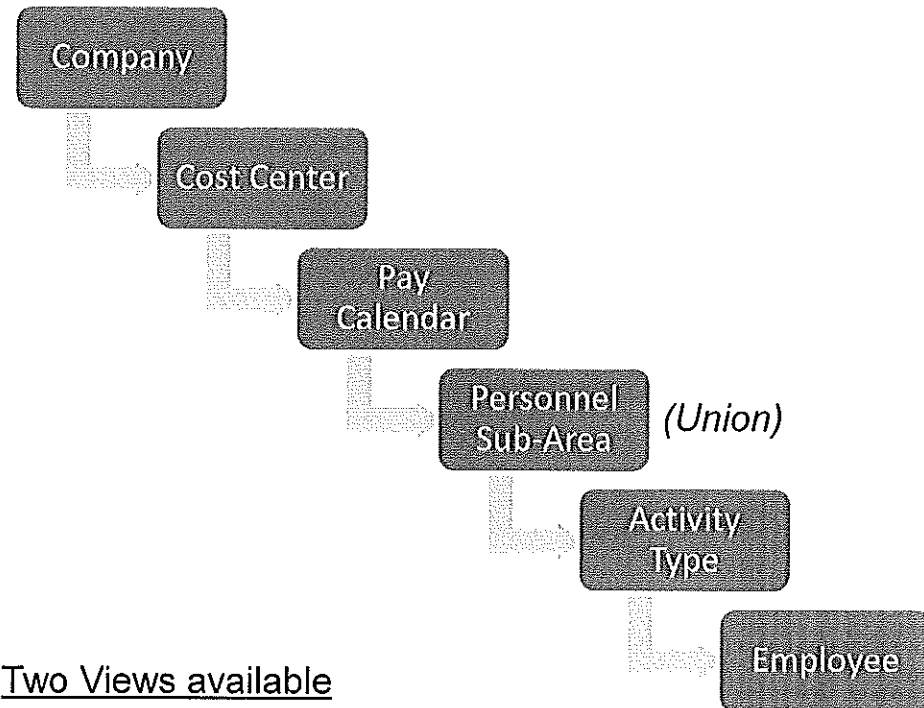 Company
Cost Center
Pay
Calendar
Personnel
Sub-Area
(Union)
Activity
Type
Employee
Two Views available